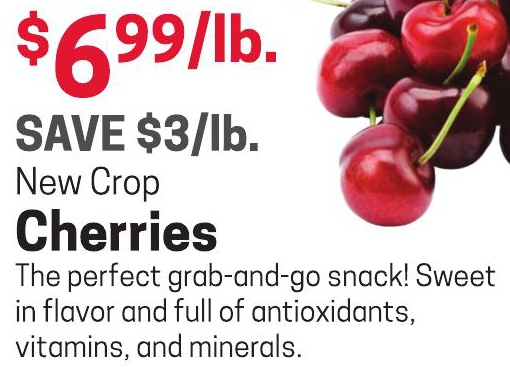 $6.99/lb.
SAVE $3/lb.
New Crop
Cherries
The perfect grab-and-go snack! Sweet
in flavor and full of antioxidants,
vitamins, and minerals.